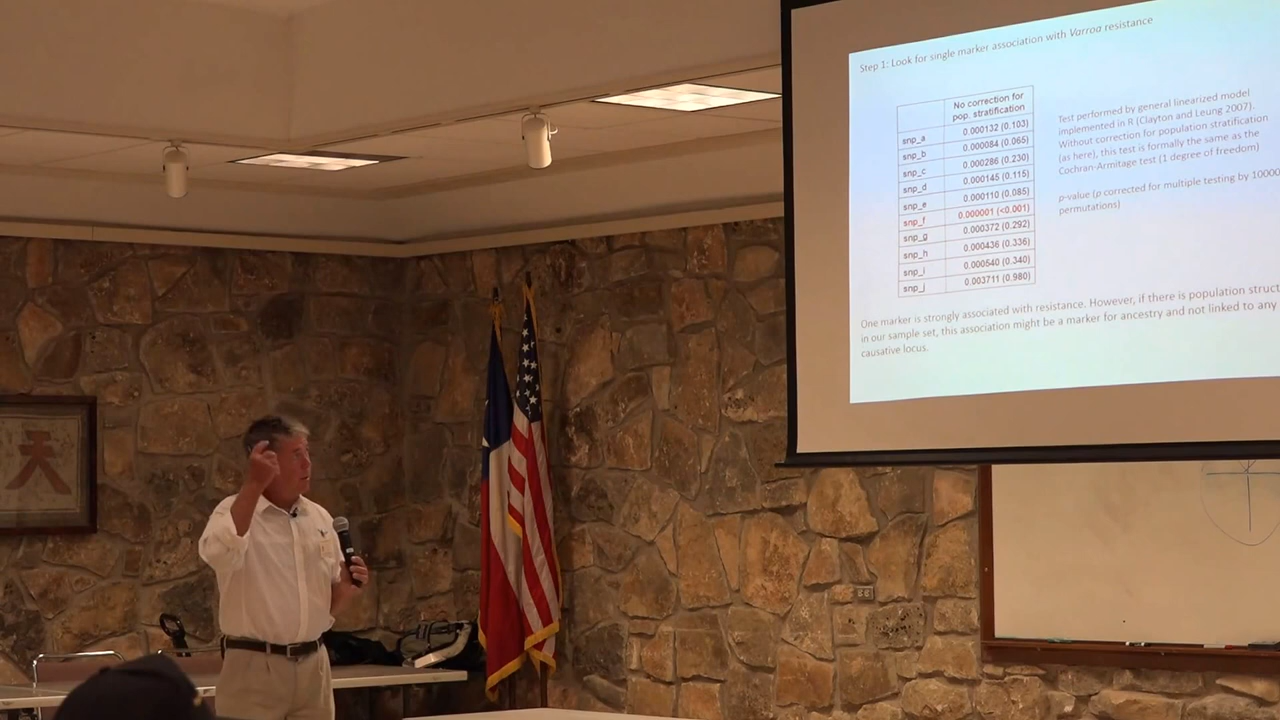 Step 1: Look for single marker association with Varroa resistance
No correction for
pop. stratification
snp_a 0.000132 (0.103)
snp_b 0.000084 (0.065)
snp_c 0.000286 (0.230)
snp_d 0.000145 (0.115)
snp_e 0.000110 (0.085)
snp_f 0.000001 (<0.001)
snp_g 0.000372 (0.292)
snp_h 0.000436 (0.336)
snp_i 0.000540 (0.340)
snp_j 0.003711 (0.980)
Test performed by general linearized model
implemented in R (Clayton and Leung 2007).
Without correction for population stratification
(as here), this test is formally the same as the
Cochran-Armitage test (1 degree of freedom)
p-value (p corrected for multiple testing by 10000
permutations)
One marker is strongly associated with resistance. However, if there is population struct
in our sample set, this association might be a marker for ancestry and not linked to any
causative locus.
天